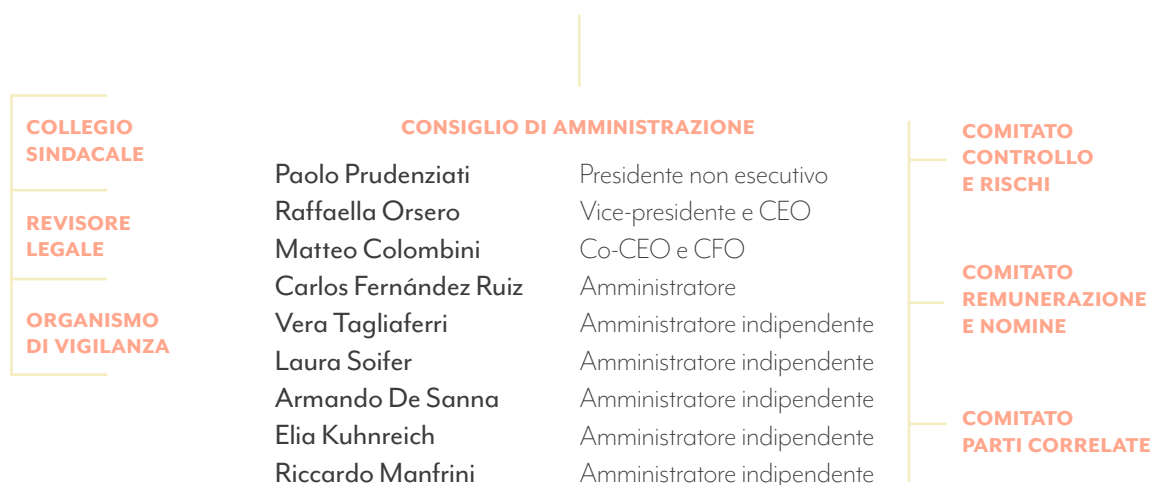 COLLEGIO
SINDACALE
REVISORE
LEGALE
ORGANISMO
DI VIGILANZA
CONSIGLIO DI AMMINISTRAZIONE
Paolo Prudenziati Presidente non esecutivo
Raffaella Orsero Vice-presidente e CEO
Matteo Colombini Co-CEO e CFO
Carlos Fernández Ruiz Amministratore
Vera Tagliaferri Amministratore indipendente
Laura Soifer Amministratore indipendente
Armando De Sanna Amministratore indipendente
Elia Kuhnreich Amministratore indipendente
Riccardo Manfrini Amministratore indipendente
COMITATO
CONTROLLO
E RISCHI
COMITATO
REMUNERAZIONE
E NOMINE
COMITATO
PARTI CORRELATE